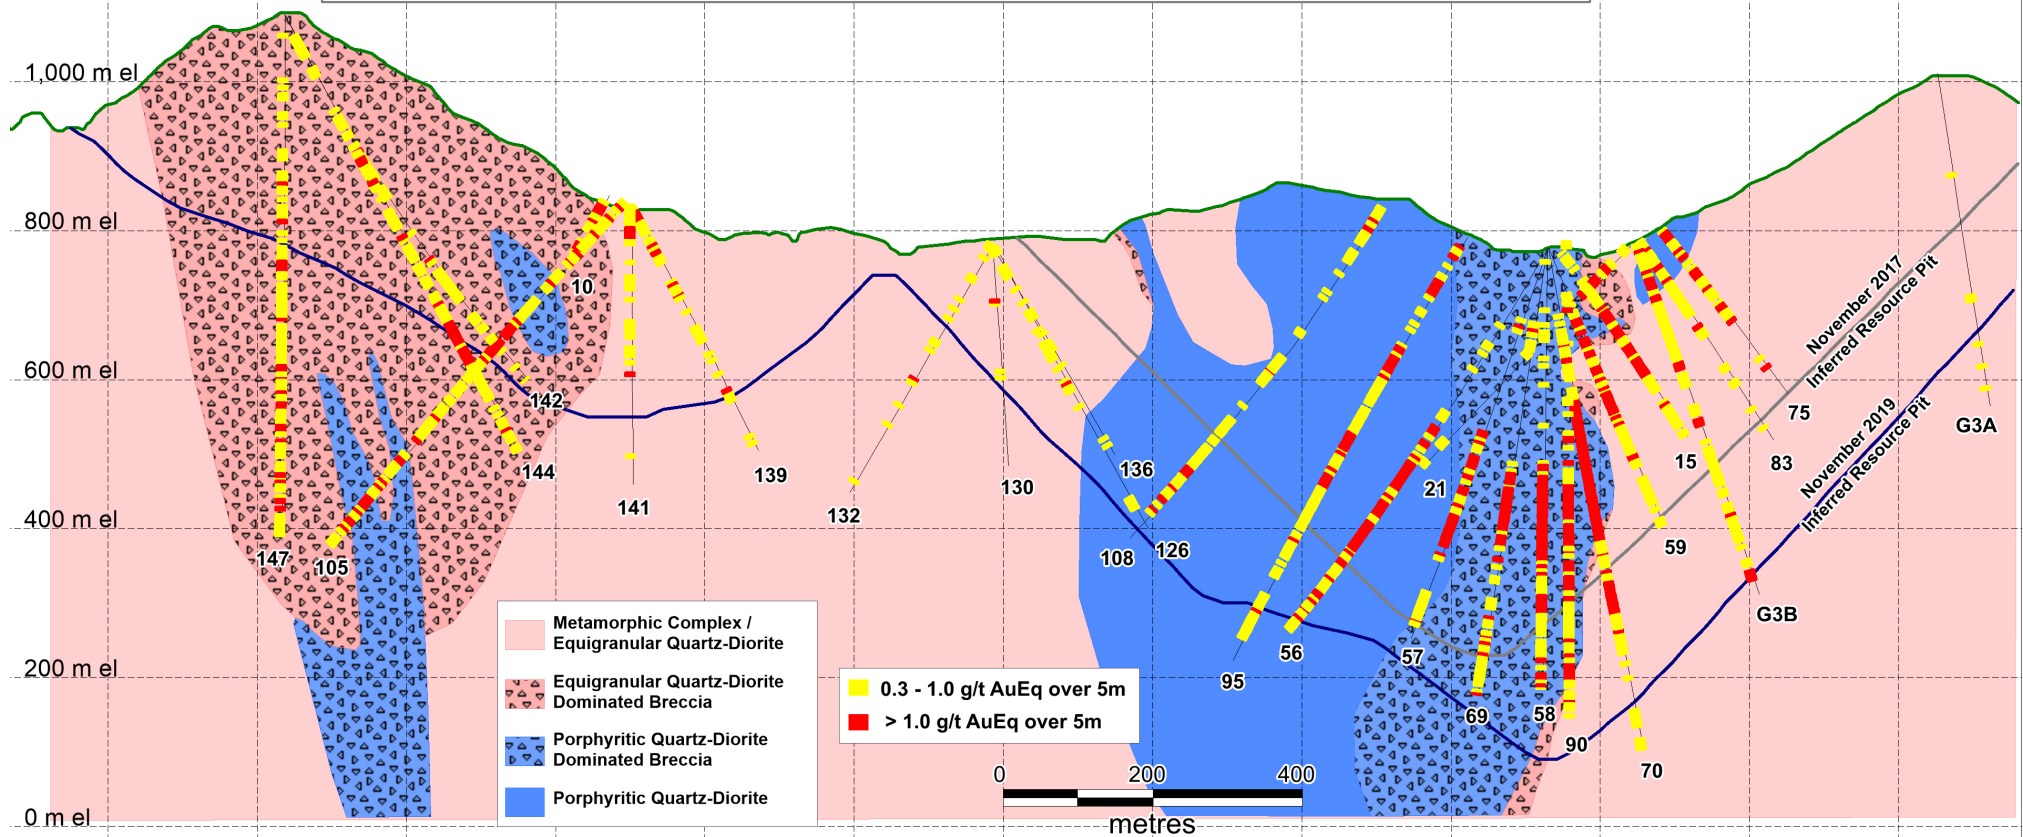 1,000 m el
800 m el
600 m el
400 m el
200 m el
0 m el
10
142
144
147
105
141
139
132
130
136
108
126
95
56
21
57
69
58
90
70
59
15
83
75
G3A
G3B
November 2017
Inferred Resource Pit
November 2019
Inferred Resource Pit
Metamorphic Complex /
Equigranular Quartz-Diorite
Equigranular Quartz-Diorite
Dominated Breccia
Porphyritic Quartz-Diorite
Dominated Breccia
Porphyritic Quartz-Diorite
0.3 - 1.0 g/t AuEq over 5m
> 1.0 g/t AuEq over 5m
0 200 400
metres